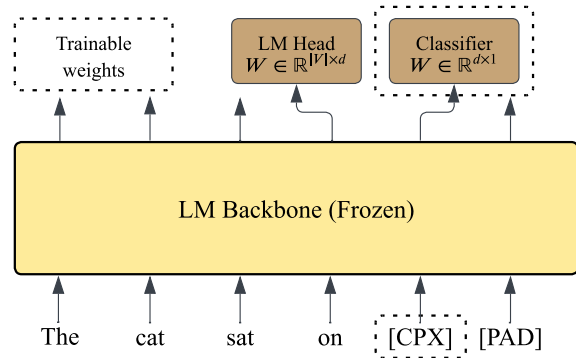 Trainable
weights
LM Head
W ∈ ℝ^{|V|×d}
Classifier
W ∈ ℝ^{d×1}
LM Backbone (Frozen)
The cat sat on [CPX] [PAD]